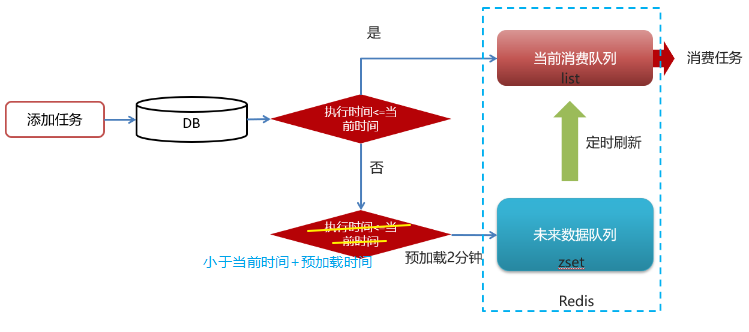 是
当前消费队列
list
消费任务
添加任务
DB
执行时间<=当
前时间
定时刷新
否
执行时间<=当
前时间
小于当前时间+预加载时间
预加载2分钟
未来数据队列
zset
Redis